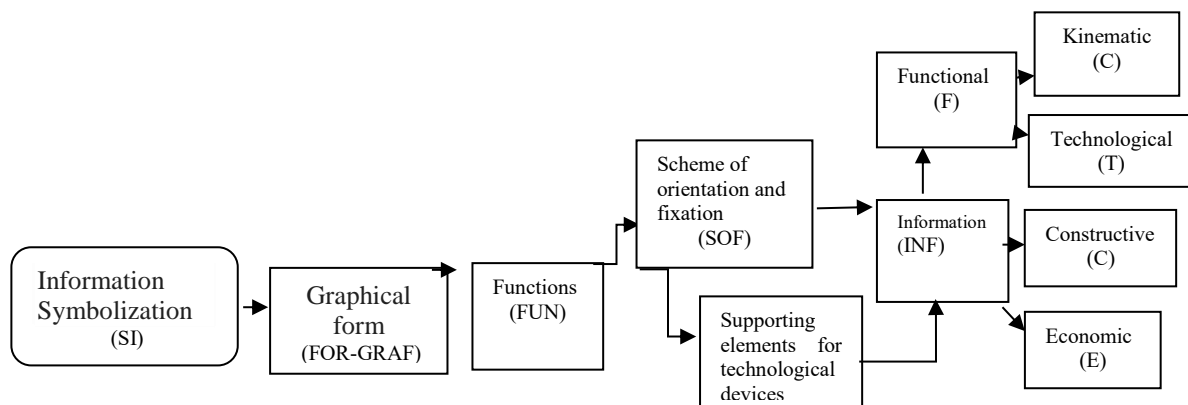 Information
Symbolization
(SI)
Graphical
form
(FOR-GRAF)
Functions
(FUN)
Scheme of
orientation and
fixation
(SOF)
Supporting
elements for
technological
devices
Information
(INF)
Functional
(F)
Kinematic
(C)
Technological
(T)
Constructive
(C)
Economic
(E)